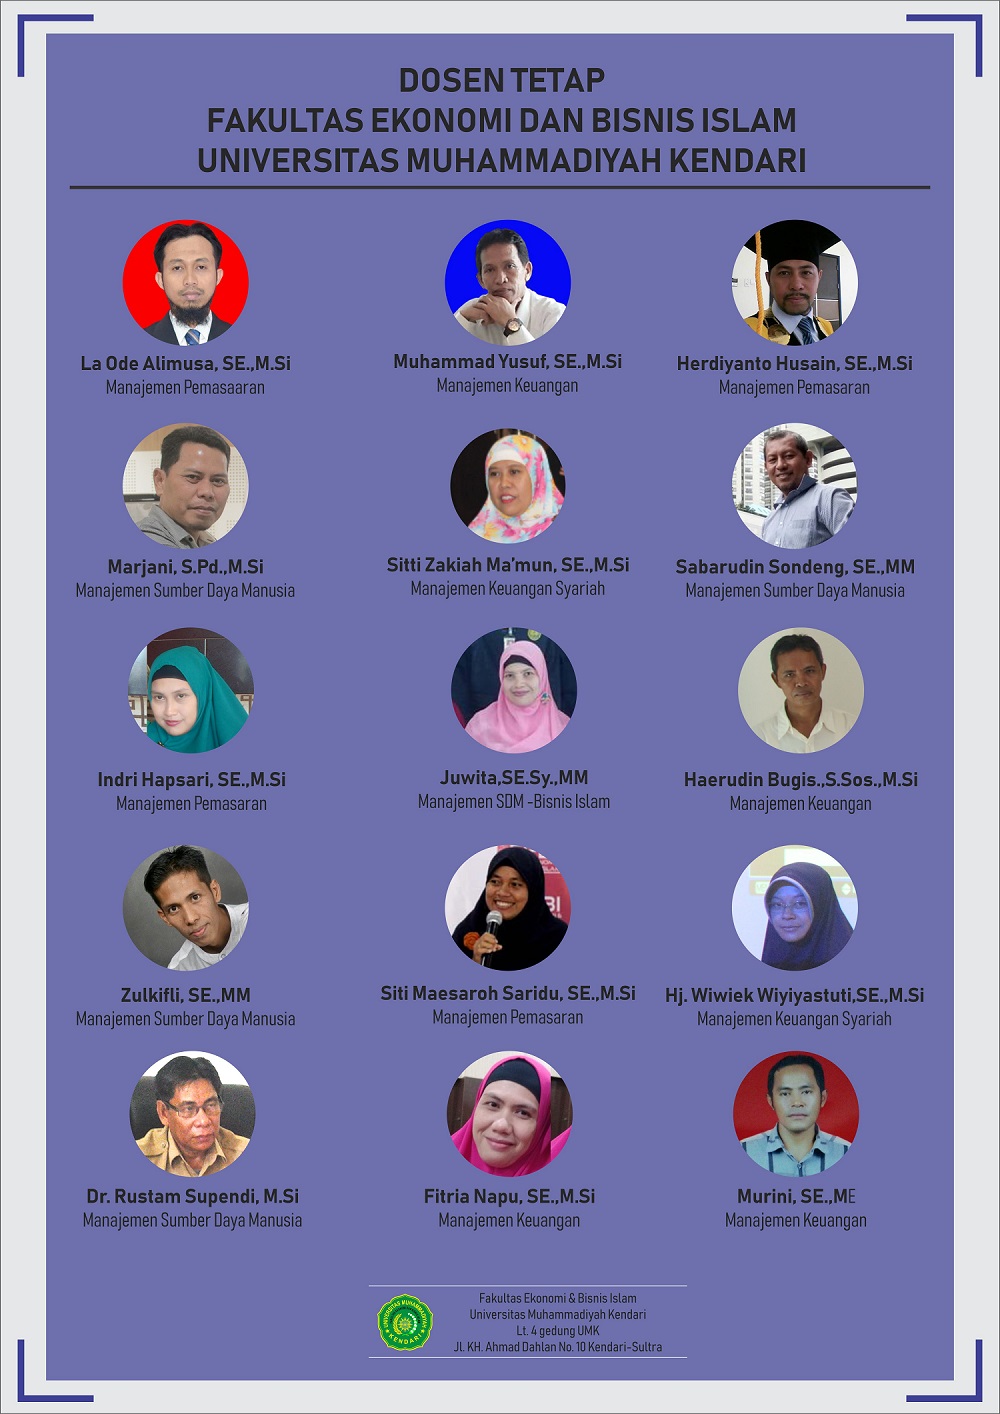 DOSEN TETAP
FAKULTAS EKONOMI DAN BISNIS ISLAM
UNIVERSITAS MUHAMMADIYAH KENDARI
La Ode Alimusa, SE.,M.Si
Manajemen Pemasaaran
Muhammad Yusuf, SE.,M.Si
Manajemen Keuangan
Herdiyanto Husain, SE.,M.Si
Manajemen Pemasaran
Marjani, S.Pd.,M.Si
Manajemen Sumber Daya Manusia
Sitti Zakiah Ma'mun, SE.,M.Si
Manajemen Keuangan Syariah
Sabarudin Sondeng, SE.,MM
Manajemen Sumber Daya Manusia
Indri Hapsari, SE.,M.Si
Manajemen Pemasaran
Juwita,SE.Sy.,MM
Manajemen SDM -Bisnis Islam
Haerudin Bugis.,S.Sos.,M.Si
Manajemen Keuangan
Zulkifli, SE.,MM
Manajemen Sumber Daya Manusia
Siti Maesaroh Saridu, SE.,M.Si
Manajemen Pemasaran
Hj. Wiwiek Wiyiyastuti,SE.,M.Si
Manajemen Keuangan Syariah
Dr. Rustam Supendi, M.Si
Manajemen Sumber Daya Manusia
Fitria Napu, SE.,M.Si
Manajemen Keuangan
Murini, SE.,ME
Manajemen Keuangan
UNIVERSITAS MUHAMMADIYAH
KENDARI
Fakultas Ekonomi & Bisnis Islam
Universitas Muhammadiyah Kendari
Lt. 4 gedung UMK
Jl. KH. Ahmad Dahlan No. 10 Kendari-Sultra